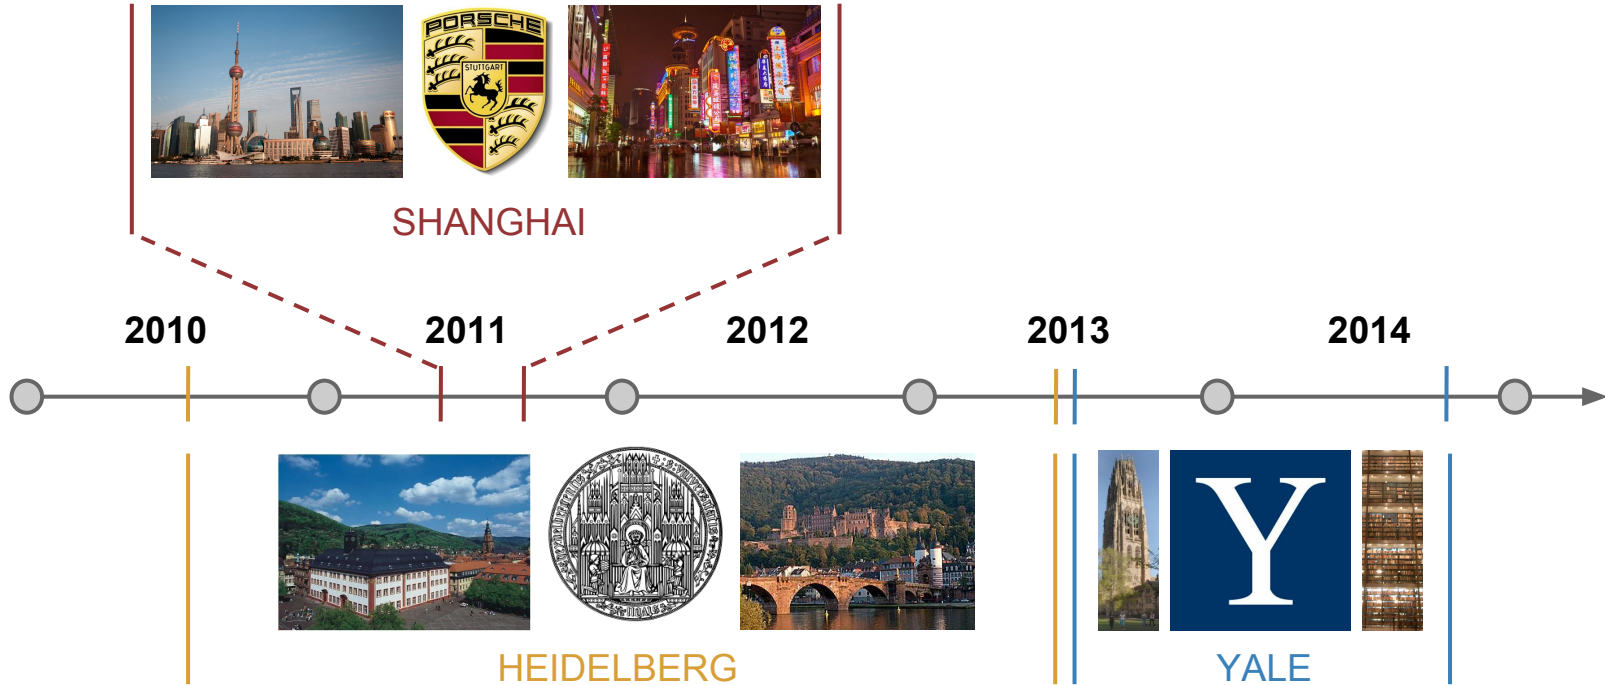 PORSCHE
STUTTGART
SHANGHAI
2010
2011
2012
2013
2014
Y
HEIDELBERG
YALE